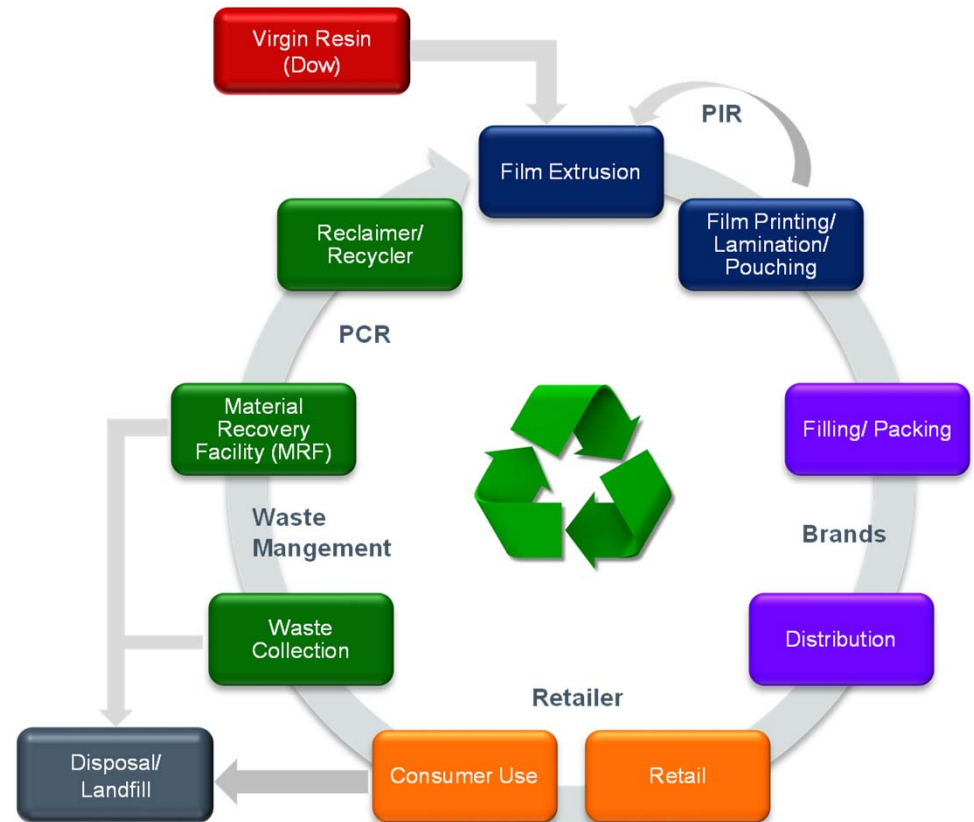 Virgin Resin
(Dow)
PIR
Film Extrusion
Film Printing/
Lamination/
Pouching
Reclaimer/
Recycler
PCR
Material
Recovery
Facility (MRF)
Filling/ Packing
Waste
Mangement
Brands
Waste
Collection
Distribution
Retailer
Disposal/
Landfill
Consumer Use
Retail